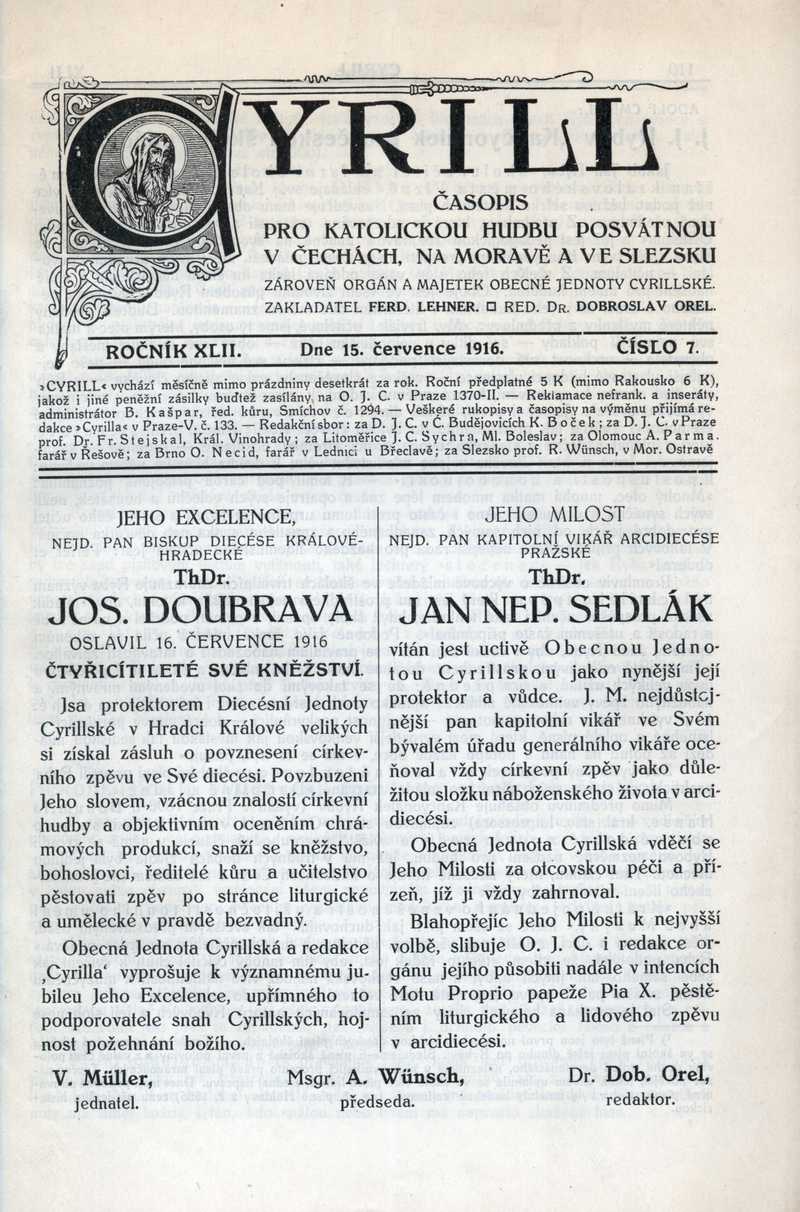 CYRILL
ČASOPIS
PRO KATOLICKOU HUDBU POSVÁTNOU
V ČECHÁCH, NA MORAVĚ A VE SLEZSKU
ZÁROVEŇ ORGÁN A MAJETEK OBECNÉ JEDNOTY CYRILLSKÉ.
ZAKLADATEL FERD. LEHNER. □ RED. DR. DOBROSLAV OREL.
ROČNÍK XLII. Dne 15. července 1916. ČÍSLO 7.
»CYRILL« vychází měsíčně mimo prázdniny desetkrát za rok. Roční předplatné 5 K (mimo Rakousko 6 K),
jakož i jiné peněžní zásilky buďtež zasílány na O. J. C. v Praze 1370-II. — Reklamace nefrank. a inseráty,
administrátor B. Kašpar, řed. kůru, Smíchov č. 1294. — Veškeré rukopisy a časopisy na výměnu přijímá re-
dakce »Cyrilla« v Praze-V. č. 133. — Redakční sbor: za D. J. C. v Č. Budějovicích K. Boček; za D. J. C. v Praze
prof. Dr. Fr. Stejskal, Král. Vinohrady; za Litoměřice J. C. Sychra, Ml. Boleslav; za Olomouc A. Parma.
farář v Řešově; za Brno O. Necid, farář v Lednici u Břeclavě; za Slezsko prof. R. Wünsch, v Mor. Ostravě
JEHO EXCELENCE,
NEJD. PAN BISKUP DIECÉSE KRÁLOVÉ-
HRADECKÉ
ThDr.
JOS. DOUBRAVA
OSLAVIL 16. ČERVENCE 1916
ČTYŘICÍTILETÉ SVÉ KNĚŽSTVÍ.
Jsa protektorem Diecésní Jednoty
Cyrillské v Hradci Králové velikých
si získal zásluh o povznesení církev-
ního zpěvu ve Své diecési. Povzbuzeni
Jeho slovem, vzácnou znalostí církevní
hudby a objektivním oceněním chrá-
mových produkcí, snaží se kněžstvo,
bohoslovci, ředitelé kůru a učitelstvo
pěstovati zpěv po stránce liturgické
a umělecké v pravdě bezvadný.
Obecná Jednota Cyrillská a redakce
‚Cyrilla‘ vyprošuje k významnému ju-
bileu Jeho Excelence, upřímného to
podporovatele snah Cyrillských, hoj-
nost požehnání božího.
JEHO MILOST
NEJD. PAN KAPITOLNÍ VIKÁŘ ARCIDIECÉSE
PRAŽSKÉ
ThDr.
JAN NEP. SEDLÁK
vítán jest uctivě Obecnou Jedno-
tou Cyrillskou jako nynější její
protektor a vůdce. J. M. nejdůstoj-
nější pan kapitolní vikář ve Svém
bývalém úřadu generálního vikáře oce-
ňoval vždy církevní zpěv jako důle-
žitou složku náboženského života v arci-
diecési.
Obecná Jednota Cyrillská vděčí se
Jeho Milosti za otcovskou péči a pří-
zeň, jíž ji vždy zahrnoval.
Blahopřejíc Jeho Milosti k nejvyšší
volbě, slibuje O. J. C. i redakce or-
gánu jejího působiti nadále v intencích
Motu Proprio papeže Pia X. pěstě-
ním liturgického a lidového zpěvu
v arcidiecési.
V. Müller, Msgr. A. Wünsch, Dr. Dob. Orel,
jednatel. předseda. redaktor.